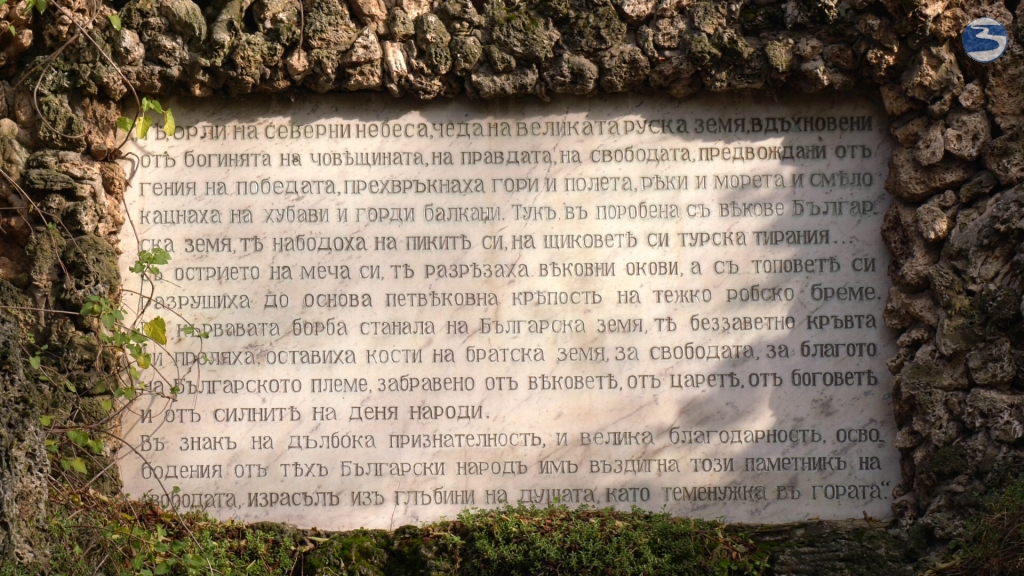 орли на северни небеса, чеда на великата руска земя, вдъхновени
отъ богинята на човѣщината, на правдата, на свободата, предвождани отъ
гения на победата, прехвръкнаха гори и полета, рѣки и морета и смѣло
кацнаха на хубави и горди балкани. Тукъ, въ поробена съ вѣкове Българ-
ска земя, тѣ набодоха на пикитѣ си, на щиковетѣ си турска тирания...
острието на меча си, тѣ разрѣзаха вѣковни окови, а съ топоветѣ си
разрушиха до основа петвѣковна крѣпость на тежко робско бреме.
кървавата борба станала на Българска земя, тѣ беззаветно кръвта
си проляха, оставиха кости на братска земя, за свободата, за благото
на Българското племе, забравено отъ вѣковетѣ, отъ царетѣ, отъ боговетѣ
и отъ силнитѣ на деня народи.
Въ знакъ на дълбока признателность, и велика благодарность, осво-
бодения отъ тѣхъ Български народъ имъ въздигна този паметникъ на
свободата, израсълъ изъ глъбини на душата, като теменужка въ гората."